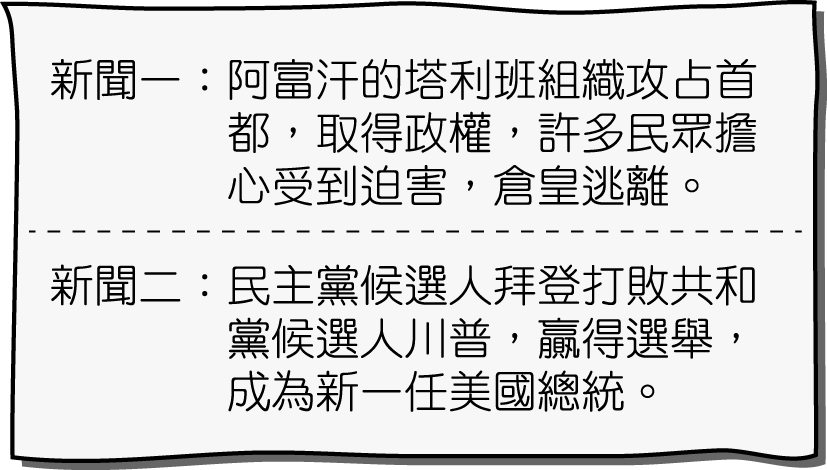 新聞一：阿富汗的塔利班組織攻占首
都，取得政權，許多民眾擔
心受到迫害，倉皇逃離。
新聞二：民主黨候選人拜登打敗共和
黨候選人川普，贏得選舉，
成為新一任美國總統。